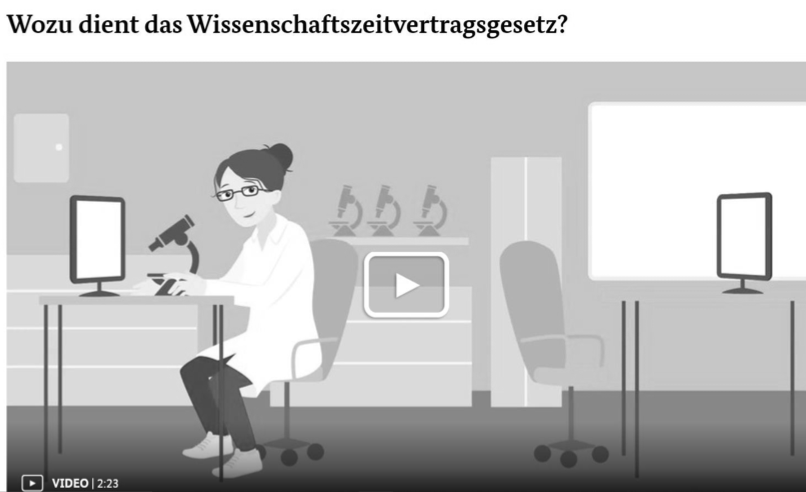 Wozu dient das Wissenschaftszeitvertragsgesetz?
VIDEO | 2:23